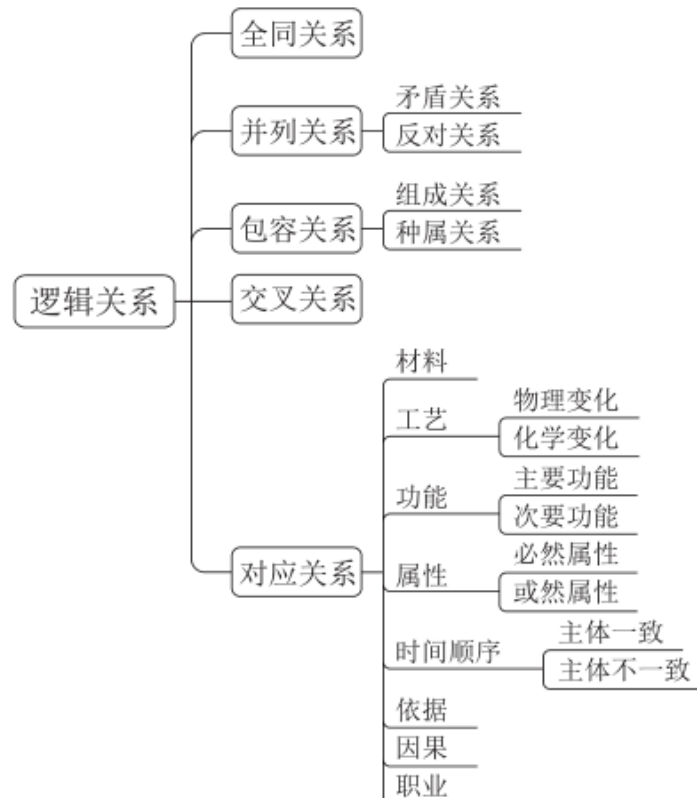 全同关系
并列关系
矛盾关系
反对关系
包容关系
组成关系
种属关系
逻辑关系
交叉关系
对应关系
材料
工艺
物理变化
化学变化
功能
主要功能
次要功能
属性
必然属性
或然属性
时间顺序
主体一致
主体不一致
依据
因果
职业